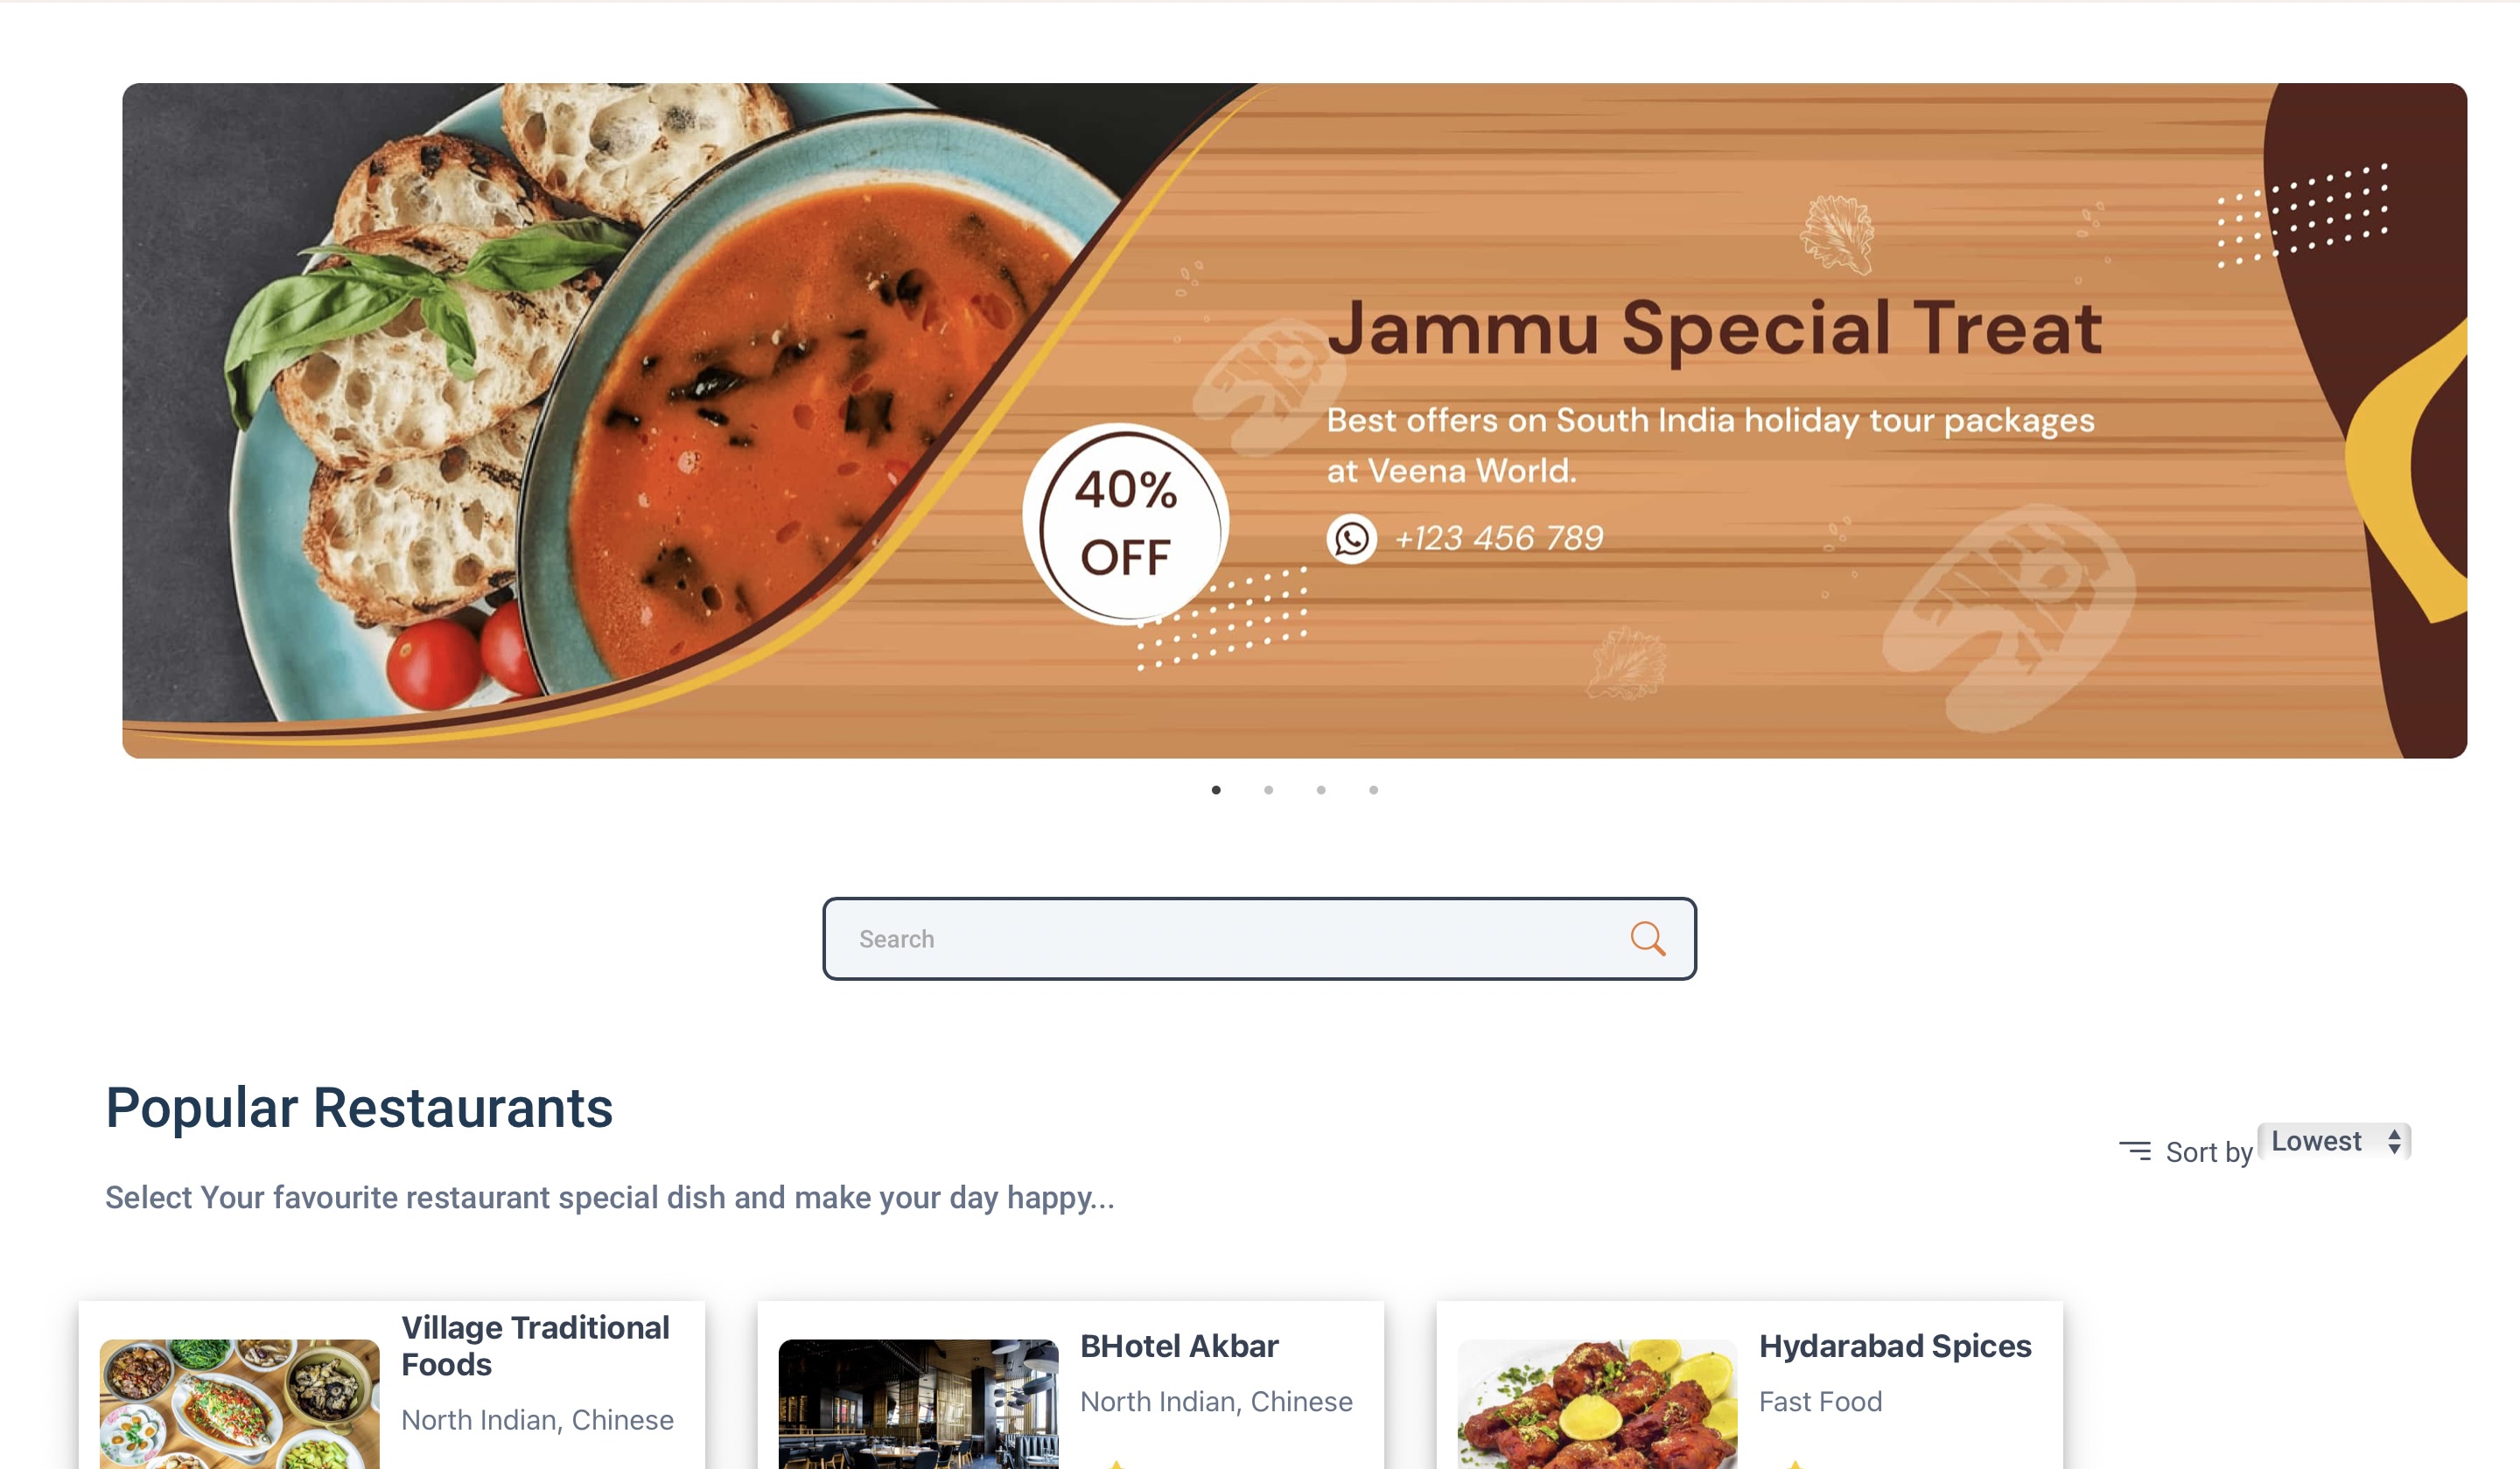 Jammu Special Treat
Best offers on South India holiday tour packages
at Veena World.
+123 456 789
40%
OFF
Search
Popular Restaurants
Sort by Lowest
Select Your favourite restaurant special dish and make your day happy...
Village Traditional
Foods
North Indian, Chinese
BHotel Akbar
North Indian, Chinese
Hydarabad Spices
Fast Food